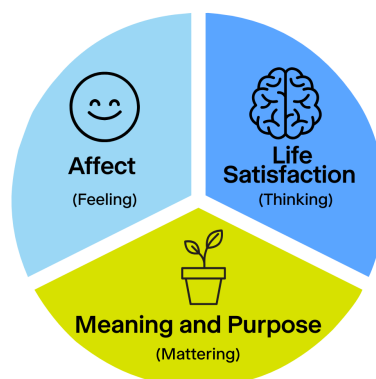 Affect
(Feeling)
Life
Satisfaction
(Thinking)
Meaning and Purpose
(Mattering)